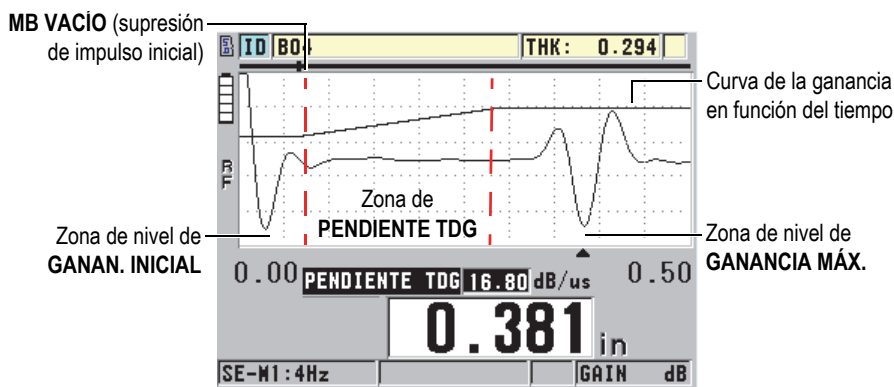 MB VACÍO (supresión
de impulso inicial)
ID B04 THK: 0.294
Curva de la ganancia
en función del tiempo
RF
Zona de
PENDIENTE TDG
Zona de nivel de
GANAN. INICIAL
Zona de nivel de
GANANCIA MÁX.
0.00 PENDIENTE TDG 16.80 dB/us 0.50
0.381 in
SE-M1:4Hz GAIN dB